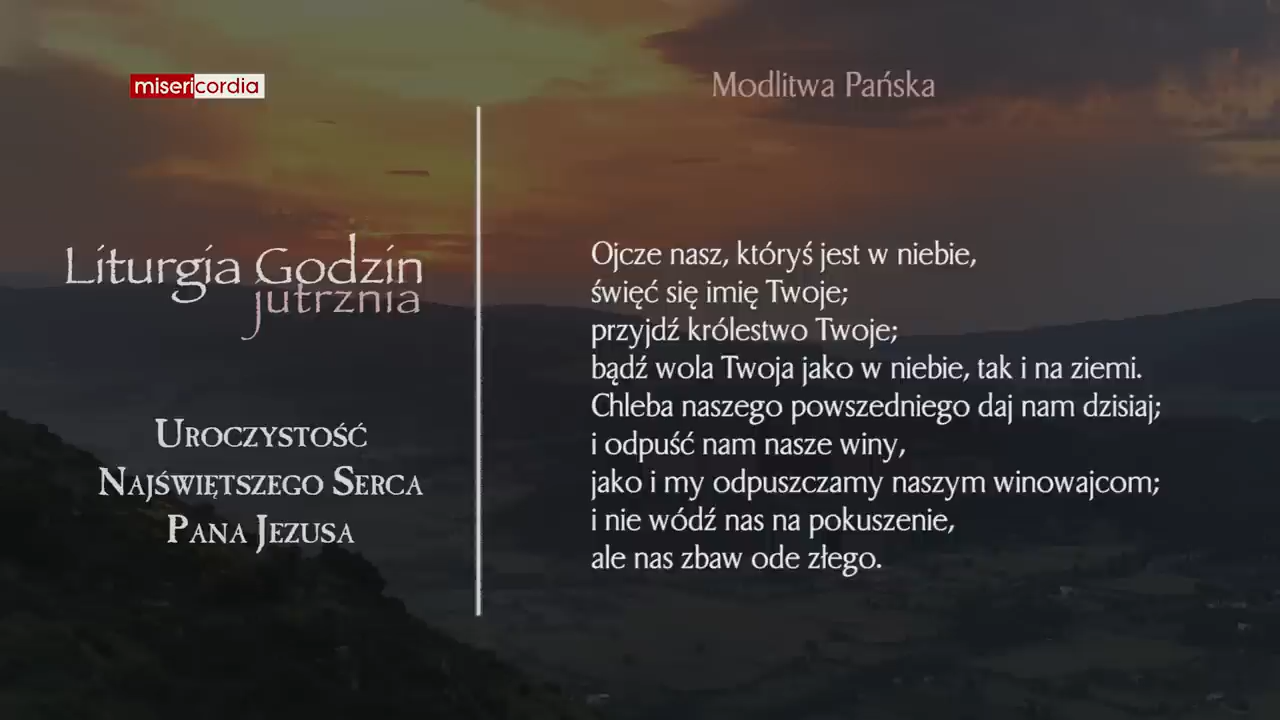 misericordia
Liturgia Godzin
jutrznia
Uroczystość
Najświętszego Serca
Pana Jezusa
Modlitwa Pańska
Ojcze nasz, któryś jest w niebie,
święć się imię Twoje;
przyjdź królestwo Twoje;
bądź wola Twoja jako w niebie, tak i na ziemi.
Chleba naszego powszedniego daj nam dzisiaj;
i odpuść nam nasze winy,
jako i my odpuszczamy naszym winowajcom;
i nie wódź nas na pokuszenie,
ale nas zbaw ode złego.